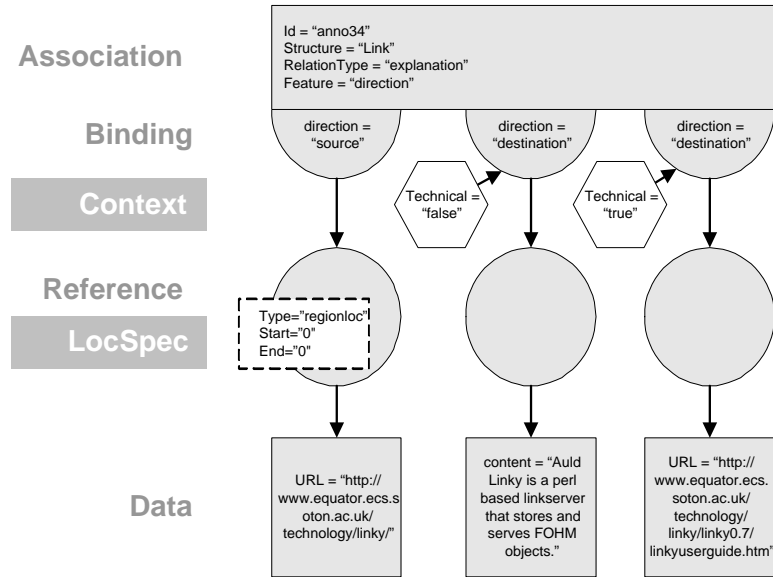 Association
Id = “anno34”
Structure = “Link”
RelationType = “explanation”
Feature = “direction”
Binding
direction =
“source”
direction =
“destination”
direction =
“destination”
Context
Technical =
“false”
Technical =
“true”
Reference
LocSpec
Type=”regionloc”
Start=”0"
End=”0"
Data
URL = “http://
www.equator.ecs.s
oton.ac.uk/
technology/linky/”
content = “Auld
Linky is a perl
based linkserver
that stores and
serves FOHM
objects.”
URL = “http://
www.equator.ecs.
soton.ac.uk/
technology/
linky/linky0.7/
linkyuserguide.htm”